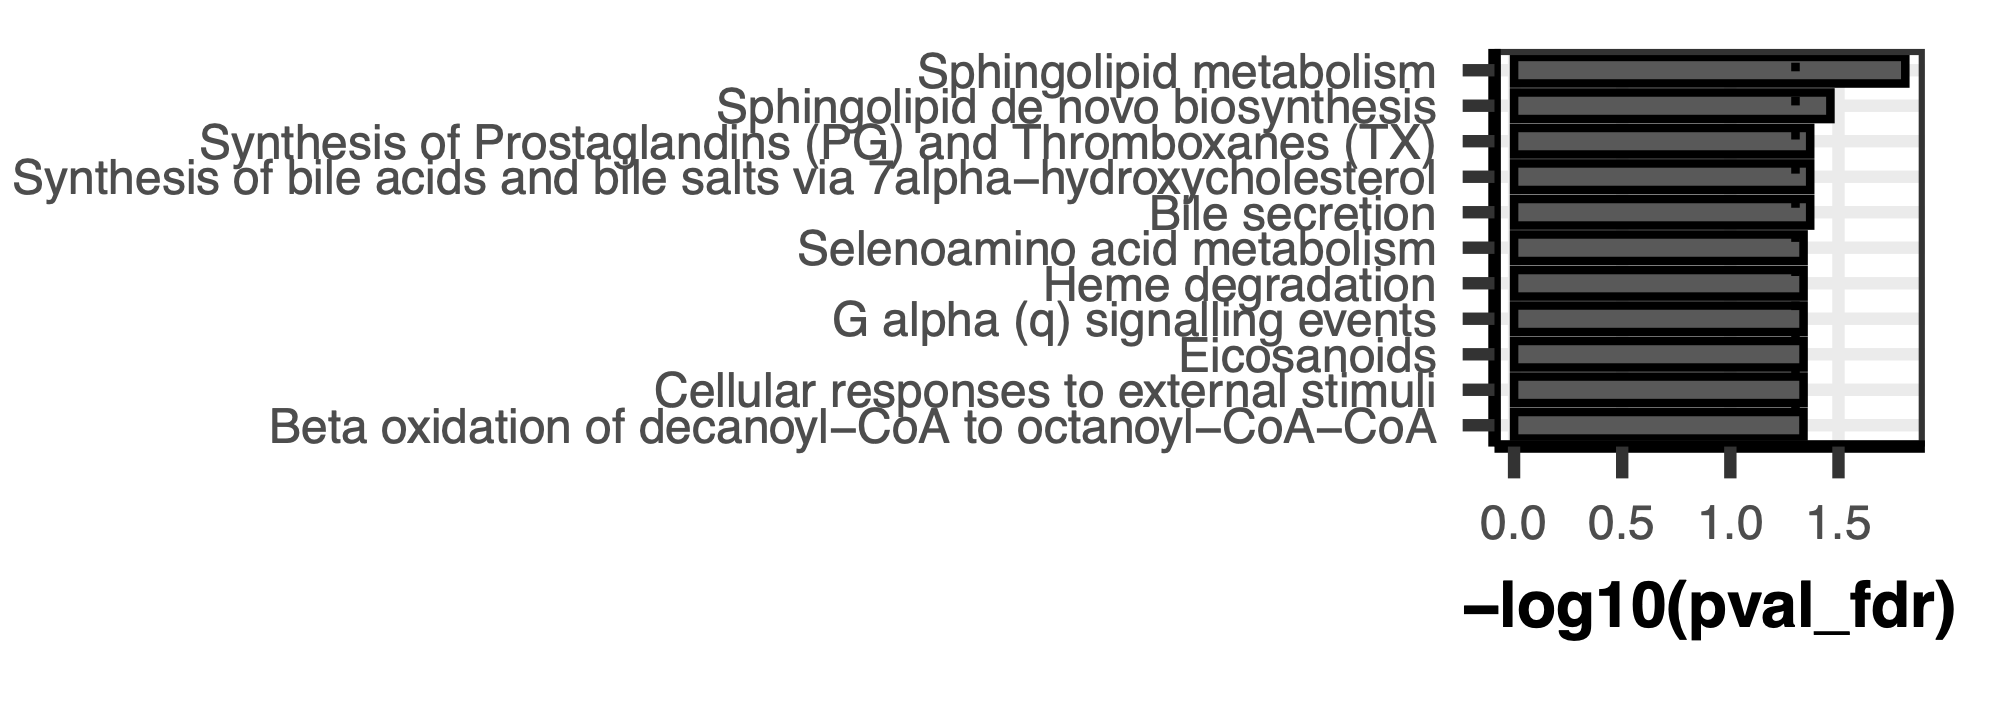 Sphingolipid metabolism
Sphingolipid de novo biosynthesis
Synthesis of Prostaglandins (PG) and Thromboxanes (TX)
Synthesis of bile acids and bile salts via 7alpha−hydroxycholesterol
Bile secretion
Selenoamino acid metabolism
Heme degradation
G alpha (q) signalling events
Eicosanoids
Cellular responses to external stimuli
Beta oxidation of decanoyl−CoA to octanoyl−CoA−CoA
0.0 0.5 1.0 1.5
−log10(pval_fdr)